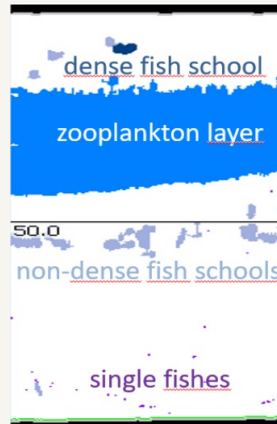 dense fish school
zooplankton layer
50.0
non-dense fish schools
single fishes